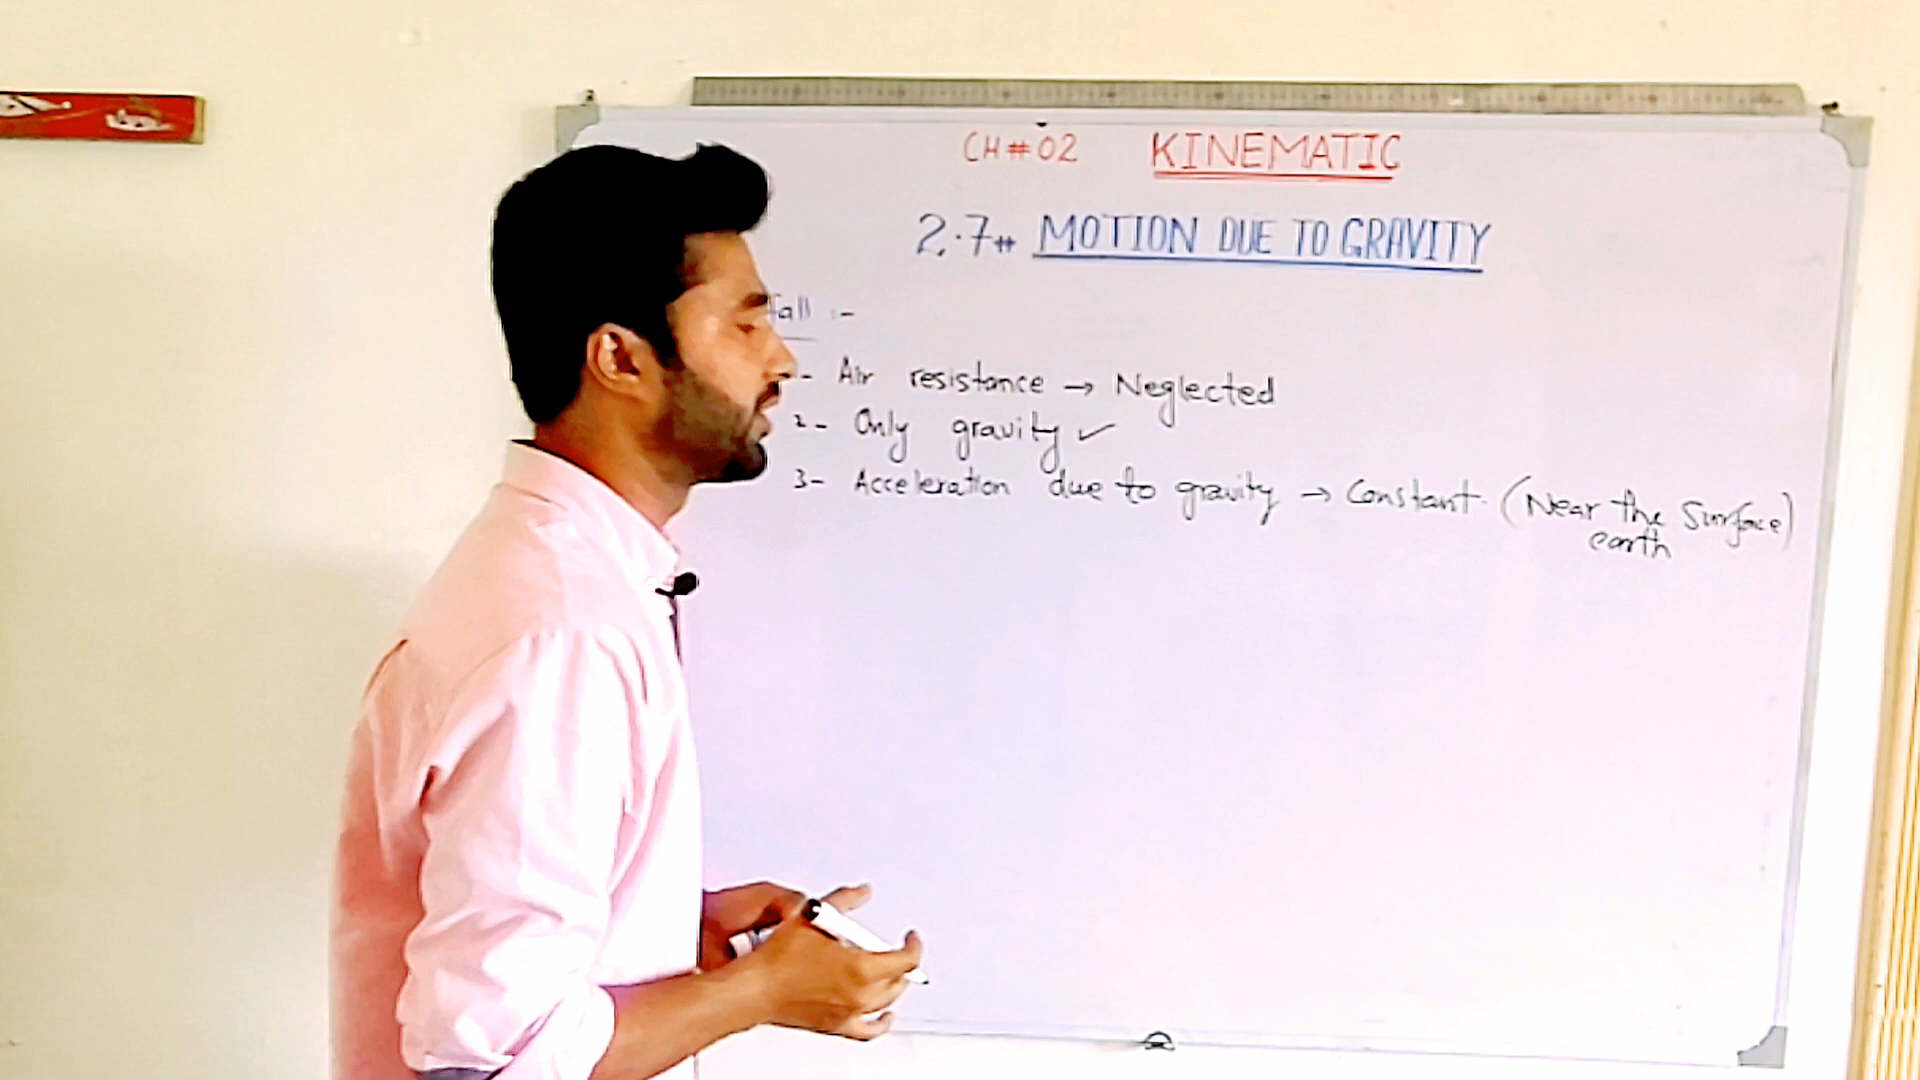 CH # 02 KINEMATIC
2.7# MOTION DUE TO GRAVITY
fall :-
- Air resistance → Neglected
2- Only gravity ✓
3- Acceleration due to gravity → Constant. (Near the Surface)
earth